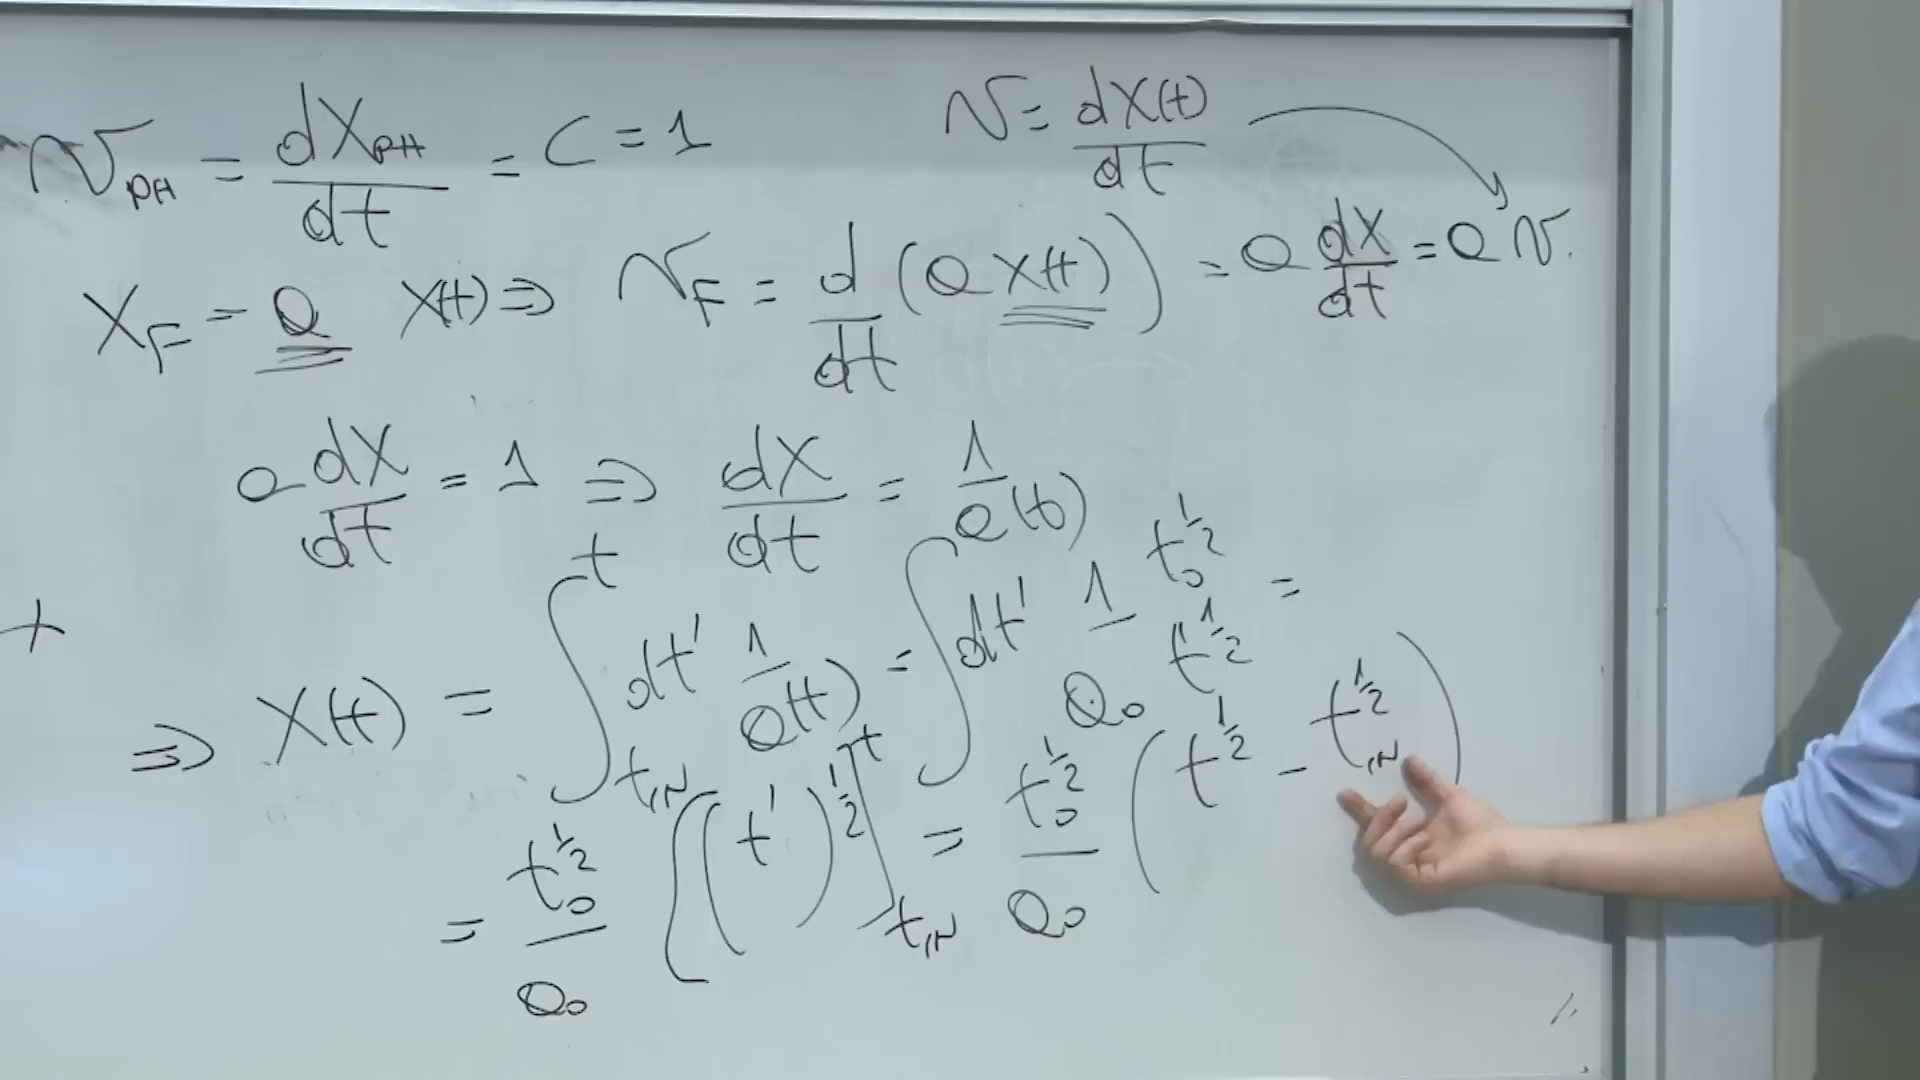 v_PH = dX_PH/dt = C = 1
v = dX(t)/dt
X_F = a X(t) ⇒ v_F = d/dt (a X(t)) = a dX/dt = a v.
a dX/dt = 1 ⇒ dX/dt = 1/a(t)
+
⇒ X(t) = ∫_{t_IN}^{t} dt' 1/a(t) = ∫ dt' 1/a_0 t_0^{1/2}/t'^{1/2} =
= t_0^{1/2}/a_0 [(t')^{1/2}]_{t_IN}^{t} = t_0^{1/2}/a_0 (t^{1/2} - t_IN^{1/2})